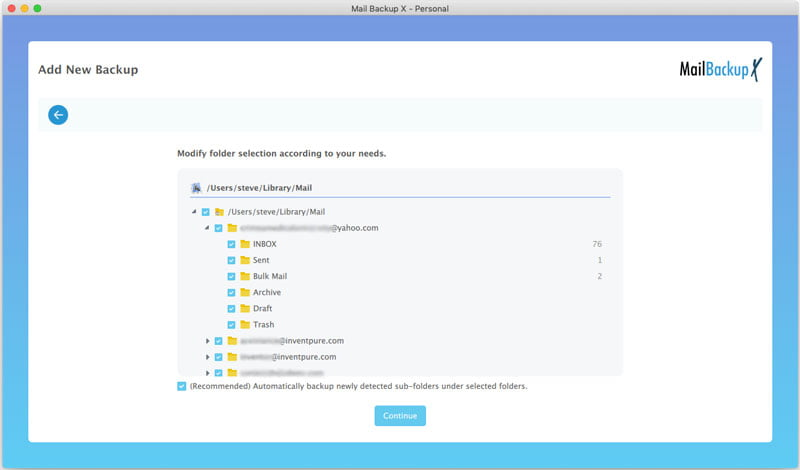 Mail Backup X - Personal
Add New Backup
MailBackup X
Modify folder selection according to your needs.
/Users/steve/Library/Mail
/Users/steve/Library/Mail
@yahoo.com
INBOX 76
Sent 1
Bulk Mail 2
Archive
Draft
Trash
@inventpure.com
@inventpure.com
(Recommended) Automatically backup newly detected sub-folders under selected folders.
Continue